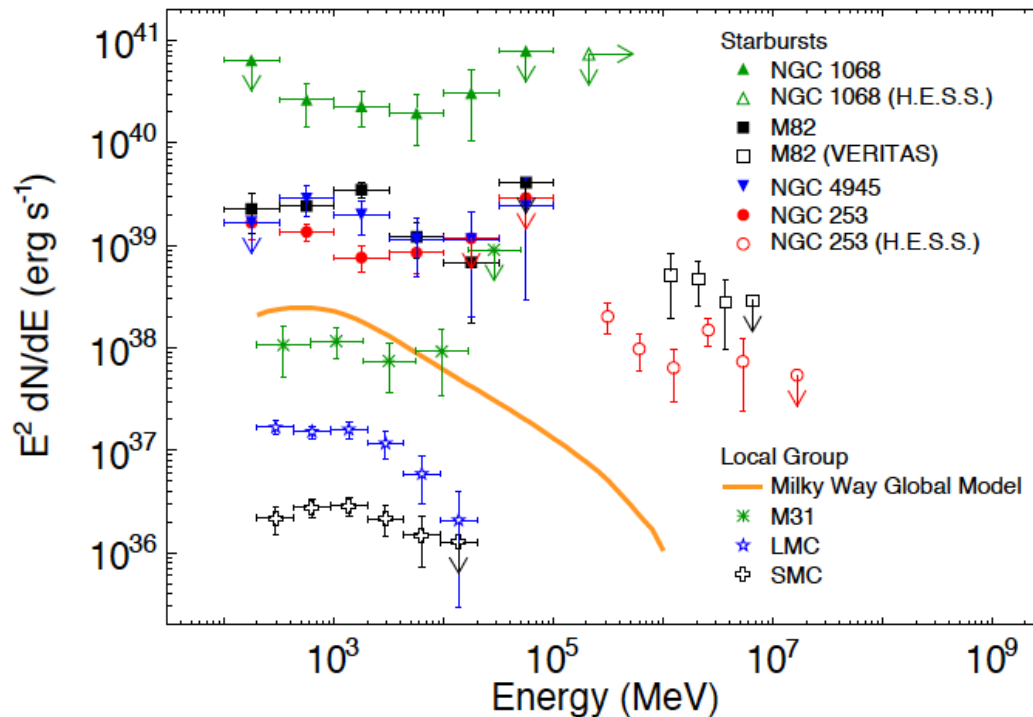 10^41
10^40
10^39
10^38
10^37
10^36
E^2 dN/dE (erg s^-1)
Starbursts
NGC 1068
NGC 1068 (H.E.S.S.)
M82
M82 (VERITAS)
NGC 4945
NGC 253
NGC 253 (H.E.S.S.)
Local Group
Milky Way Global Model
M31
LMC
SMC
10^3 10^5 10^7 10^9
Energy (MeV)